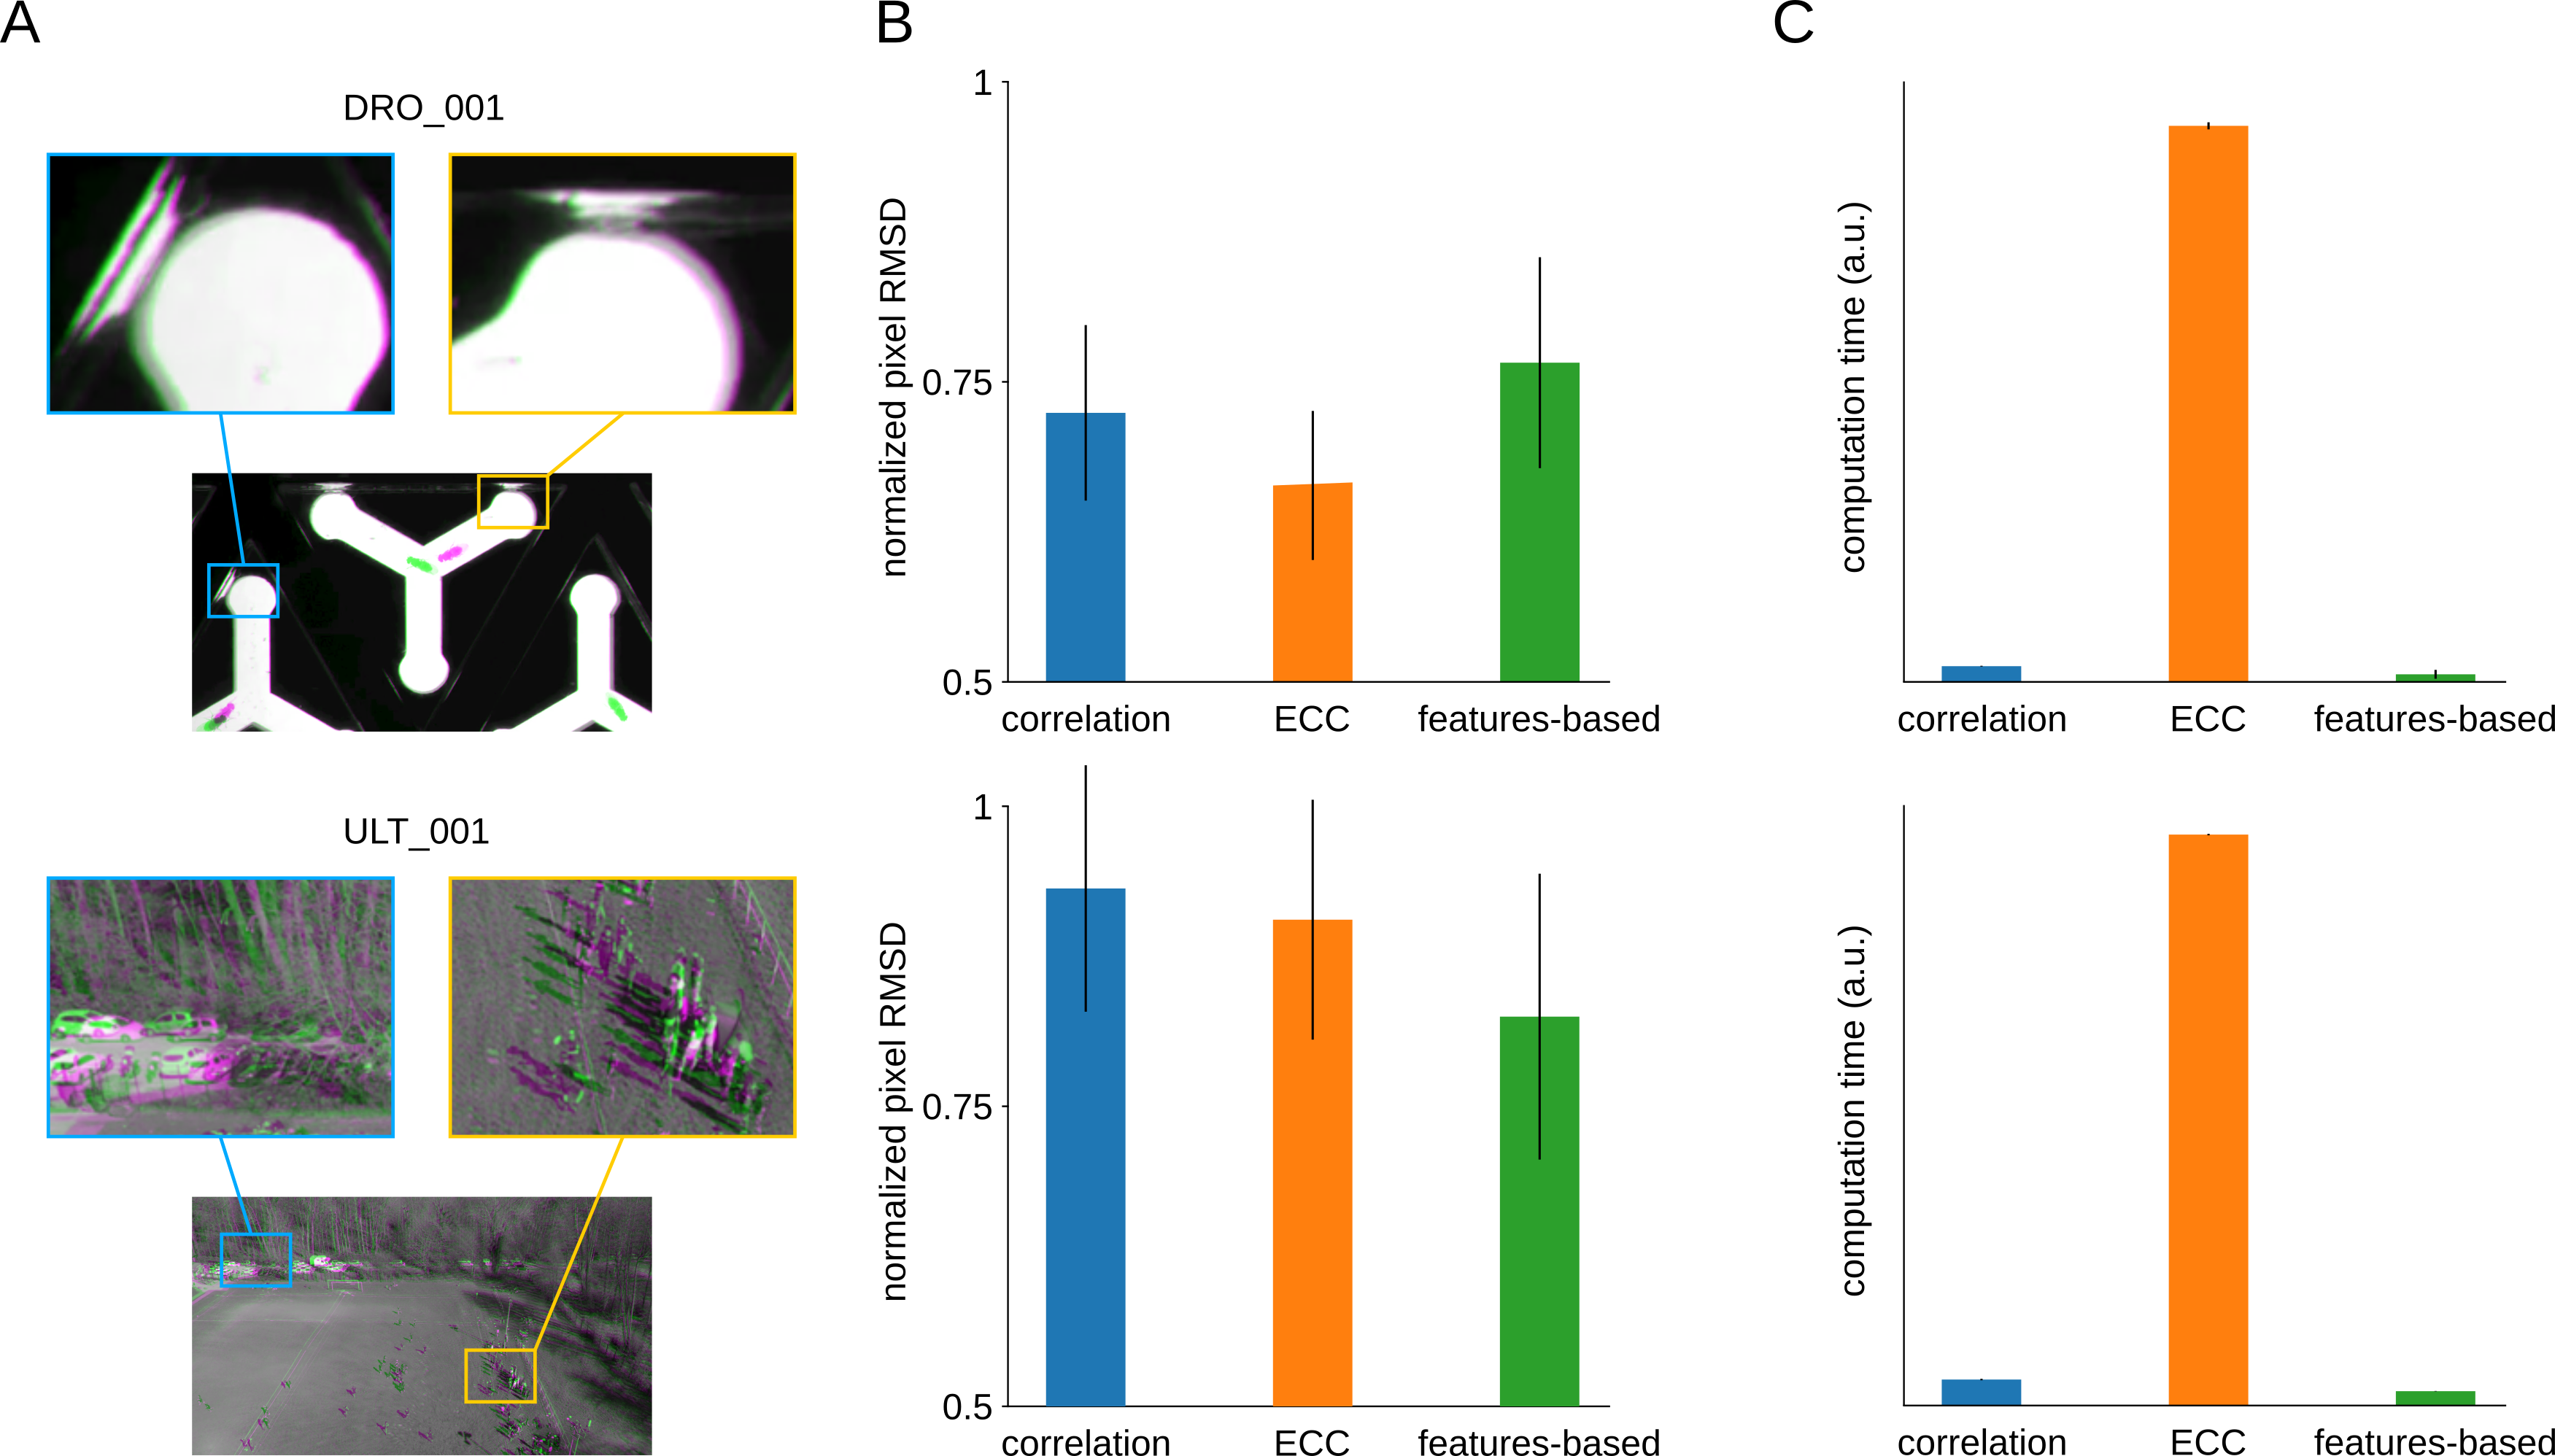 A
B
C
DRO_001
ULT_001
1
0.75
0.5
normalized pixel RMSD
correlation
ECC
features-based
computation time (a.u.)
correlation
ECC
features-based
1
0.75
0.5
normalized pixel RMSD
correlation
ECC
features-based
computation time (a.u.)
correlation
ECC
features-based